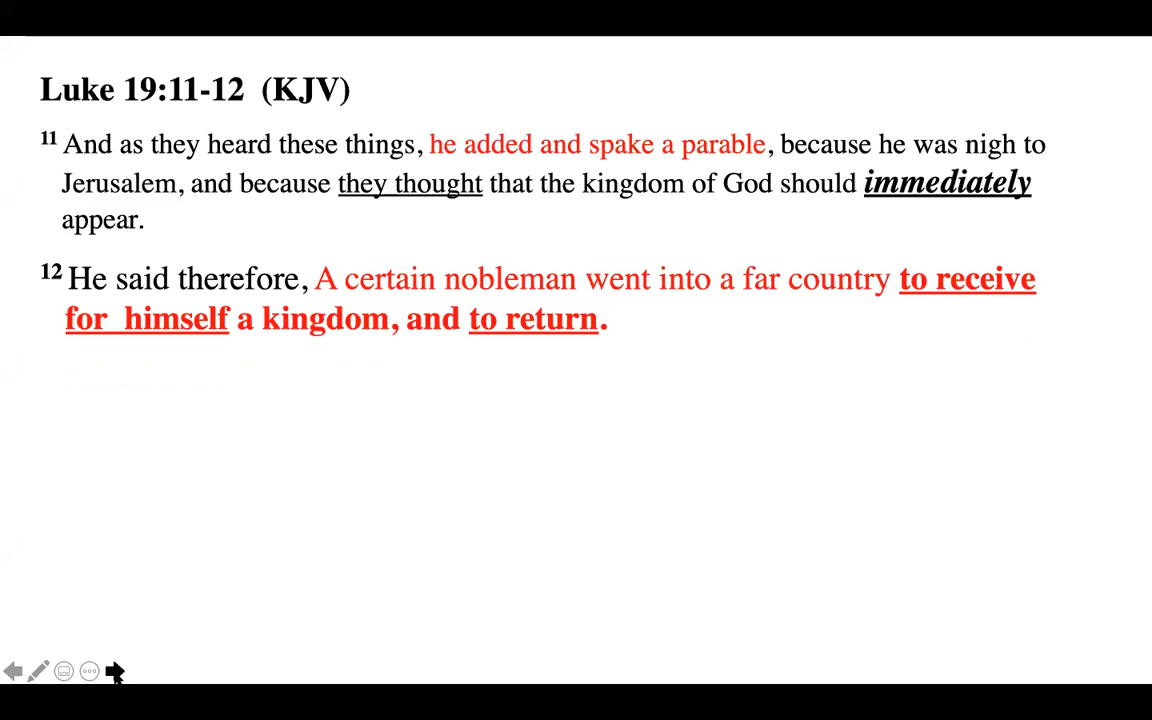 Luke 19:11-12 (KJV)
11 And as they heard these things, he added and spake a parable, because he was nigh to
Jerusalem, and because they thought that the kingdom of God should immediately
appear.
12 He said therefore, A certain nobleman went into a far country to receive
for himself a kingdom, and to return.